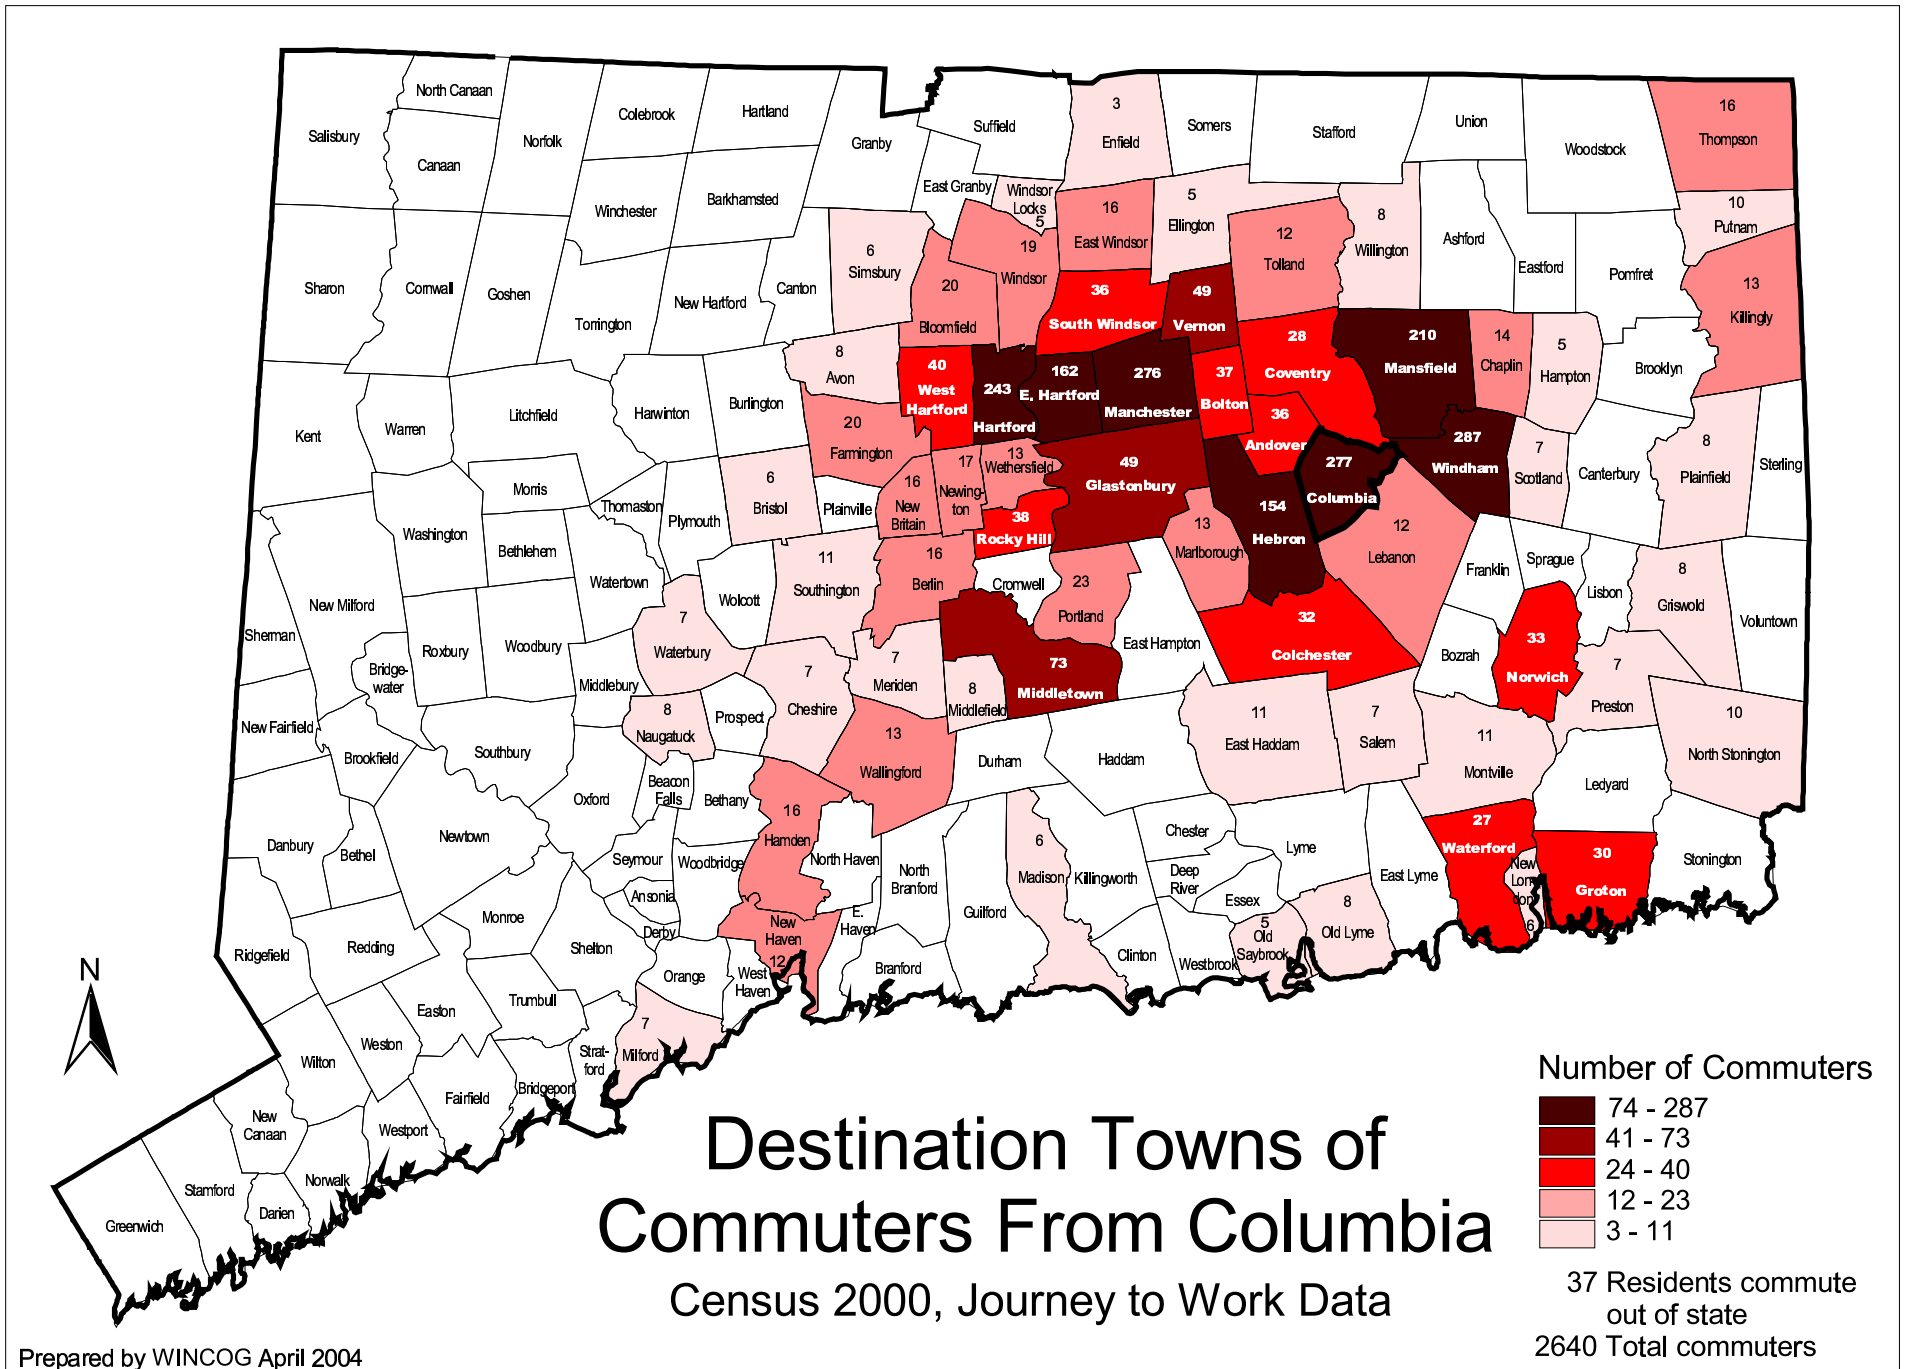 North Canaan
Colebrook
Hartland
Salisbury
Canaan
Norfolk
Granby
Suffield
3
Enfield
Somers
Stafford
Union
Woodstock
16
Thompson
East Granby
Windsor
Locks
5
Winchester
Barkhamsted
16
East Windsor
5
Ellington
12
Tolland
8
Willington
Ashford
Eastford
Pomfret
10
Putnam
13
Killingly
Sharon
Cornwall
Goshen
Torrington
New Hartford
Canton
6
Simsbury
20
Bloomfield
19
Windsor
36
South Windsor
49
Vernon
28
Coventry
210
Mansfield
14
Chaplin
5
Hampton
Brooklyn
Kent
Warren
Litchfield
Harwinton
Burlington
8
Avon
40
West
Hartford
243
Hartford
162
E. Hartford
276
Manchester
37
Bolton
36
Andover
277
Columbia
287
Windham
7
Scotland
Canterbury
8
Plainfield
Sterling
20
Farmington
Morris
Thomaston
Plymouth
6
Bristol
Plainville
16
New
Britain
17
Newing-
ton
13
Wethersfield
49
Glastonbury
38
Rocky Hill
13
Marlborough
154
Hebron
12
Lebanon
Franklin
Sprague
Lisbon
8
Griswold
Voluntown
Washington
Bethlehem
Watertown
Wolcott
11
Southington
16
Berlin
Cromwell
23
Portland
East Hampton
32
Colchester
Bozrah
33
Norwich
7
Preston
10
North Stonington
New Milford
Sherman
Bridge-
water
Roxbury
Woodbury
7
Waterbury
Middlebury
8
Naugatuck
Prospect
7
Cheshire
7
Meriden
8
Middlefield
73
Middletown
11
East Haddam
7
Salem
11
Montville
Ledyard
New Fairfield
Brookfield
Southbury
Oxford
Beacon
Falls
Bethany
13
Wallingford
Durham
Haddam
Danbury
Bethel
Newtown
Seymour
Woodbridge
16
Hamden
North Haven
North
Branford
Guilford
6
Madison
Killingworth
Chester
Deep
River
Essex
Lyme
East Lyme
27
Waterford
New
Lon-
don
6
30
Groton
Stonington
Ansonia
Derby
Monroe
Shelton
Orange
West
Haven
New
Haven
12
E.
Haven
Branford
Clinton
Westbrook
5
Old
Saybrook
8
Old Lyme
Ridgefield
Redding
Easton
Trumbull
Weston
Wilton
Fairfield
Bridgeport
Strat-
ford
7
Milford
New
Canaan
Westport
Norwalk
Stamford
Darien
Greenwich
N
Destination Towns of
Commuters From Columbia
Census 2000, Journey to Work Data
Number of Commuters
74 - 287
41 - 73
24 - 40
12 - 23
3 - 11
37 Residents commute
out of state
2640 Total commuters
Prepared by WINCOG April 2004